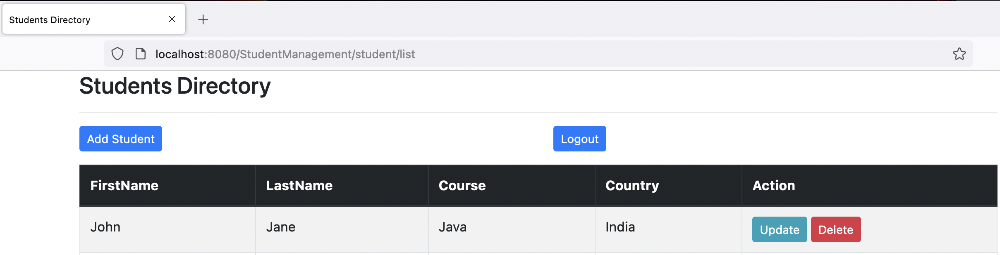 Students Directory
localhost:8080/StudentManagement/student/list
Students Directory
Add Student Logout
FirstName LastName Course Country Action
John Jane Java India Update Delete